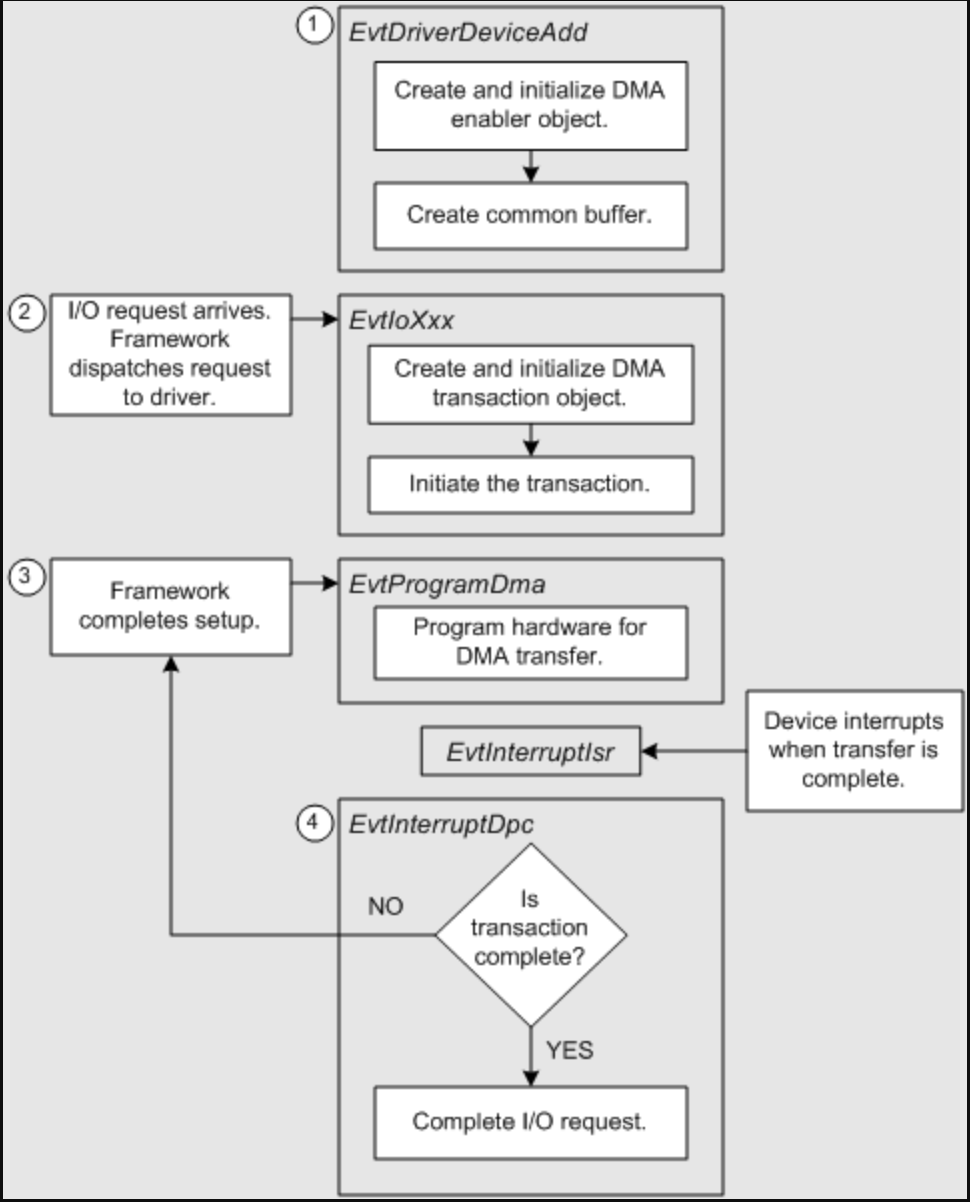 1
EvtDriverDeviceAdd
Create and initialize DMA
enabler object.
Create common buffer.
2
I/O request arrives.
Framework
dispatches request
to driver.
EvtIoXxx
Create and initialize DMA
transaction object.
Initiate the transaction.
3
Framework
completes setup.
EvtProgramDma
Program hardware for
DMA transfer.
Device interrupts
when transfer is
complete.
EvtInterruptIsr
4
EvtInterruptDpc
Is
transaction
complete?
NO
YES
Complete I/O request.